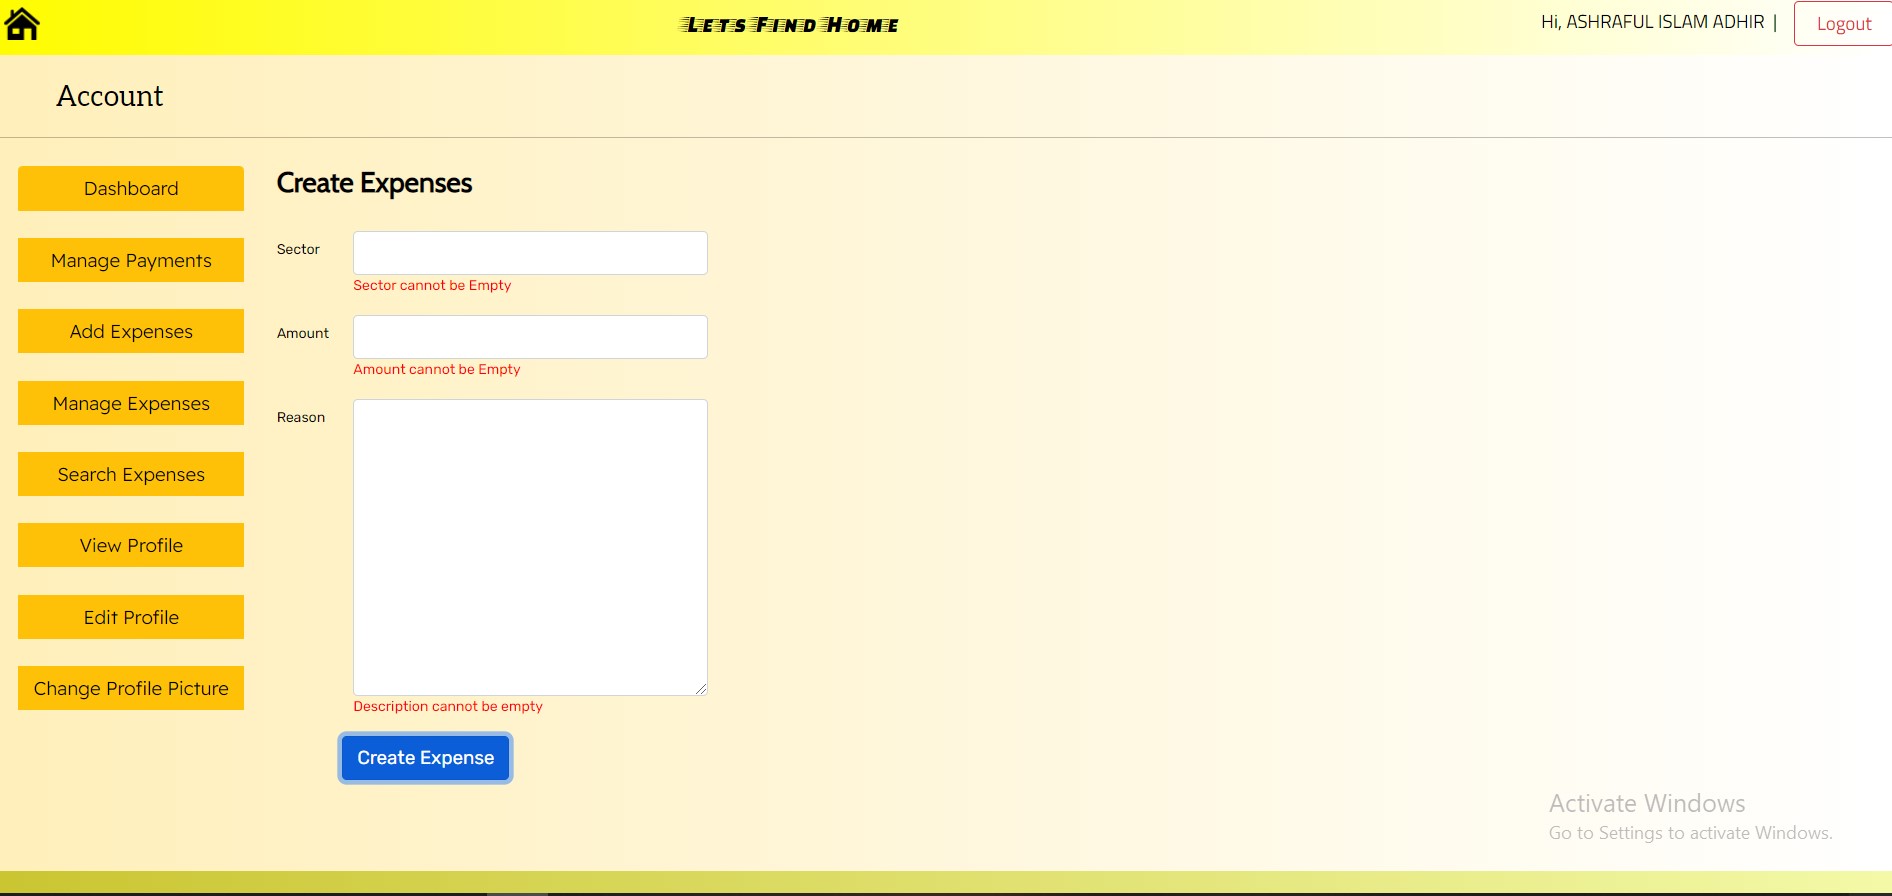 LETS FIND HOME
Hi, ASHRAFUL ISLAM ADHIR |
Logout
Account
Dashboard
Manage Payments
Add Expenses
Manage Expenses
Search Expenses
View Profile
Edit Profile
Change Profile Picture
Create Expenses
Sector
Sector cannot be Empty
Amount
Amount cannot be Empty
Reason
Description cannot be empty
Create Expense
Activate Windows
Go to Settings to activate Windows.